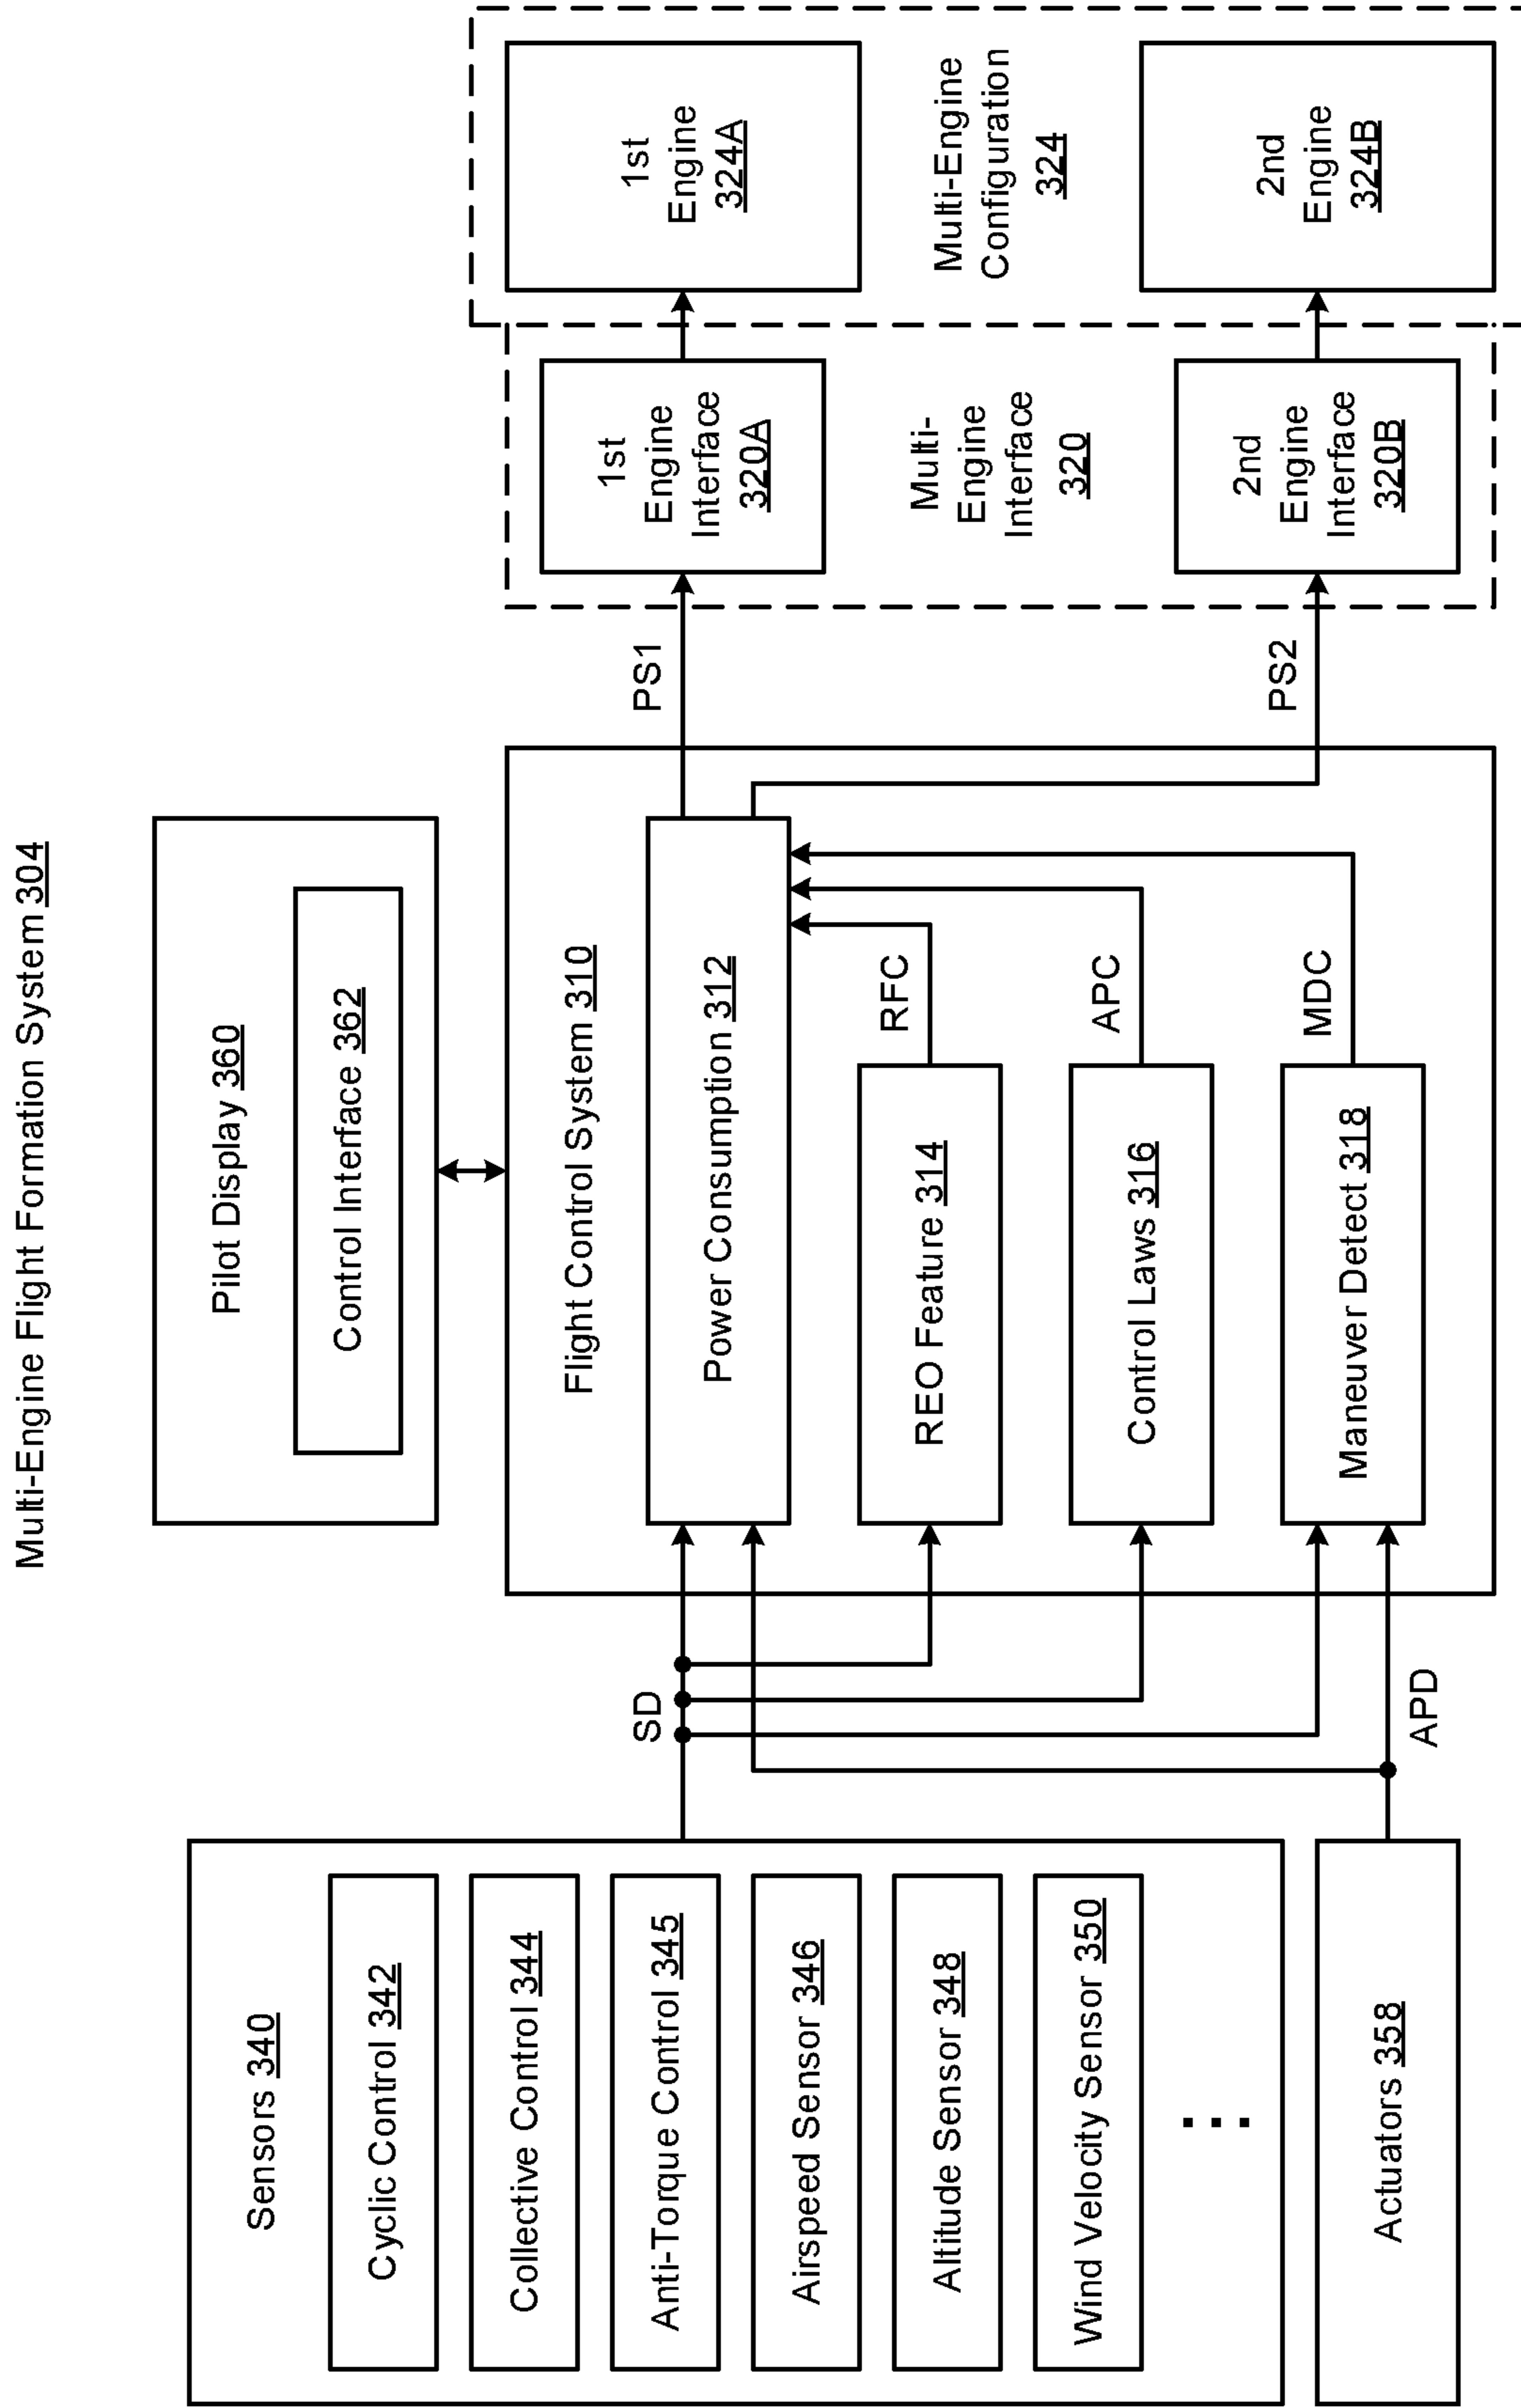 Multi-Engine Flight Formation System 304
Sensors 340
Cyclic Control 342
Collective Control 344
Anti-Torque Control 345
Airspeed Sensor 346
Altitude Sensor 348
Wind Velocity Sensor 350
Actuators 358
SD
APD
Pilot Display 360
Control Interface 362
Flight Control System 310
Power Consumption 312
REO Feature 314
Control Laws 316
Maneuver Detect 318
RFC
APC
MDC
PS1
PS2
1st
Engine
Interface
320A
Multi-
Engine
Interface
320
2nd
Engine
Interface
320B
1st
Engine
324A
Multi-Engine
Configuration
324
2nd
Engine
324B